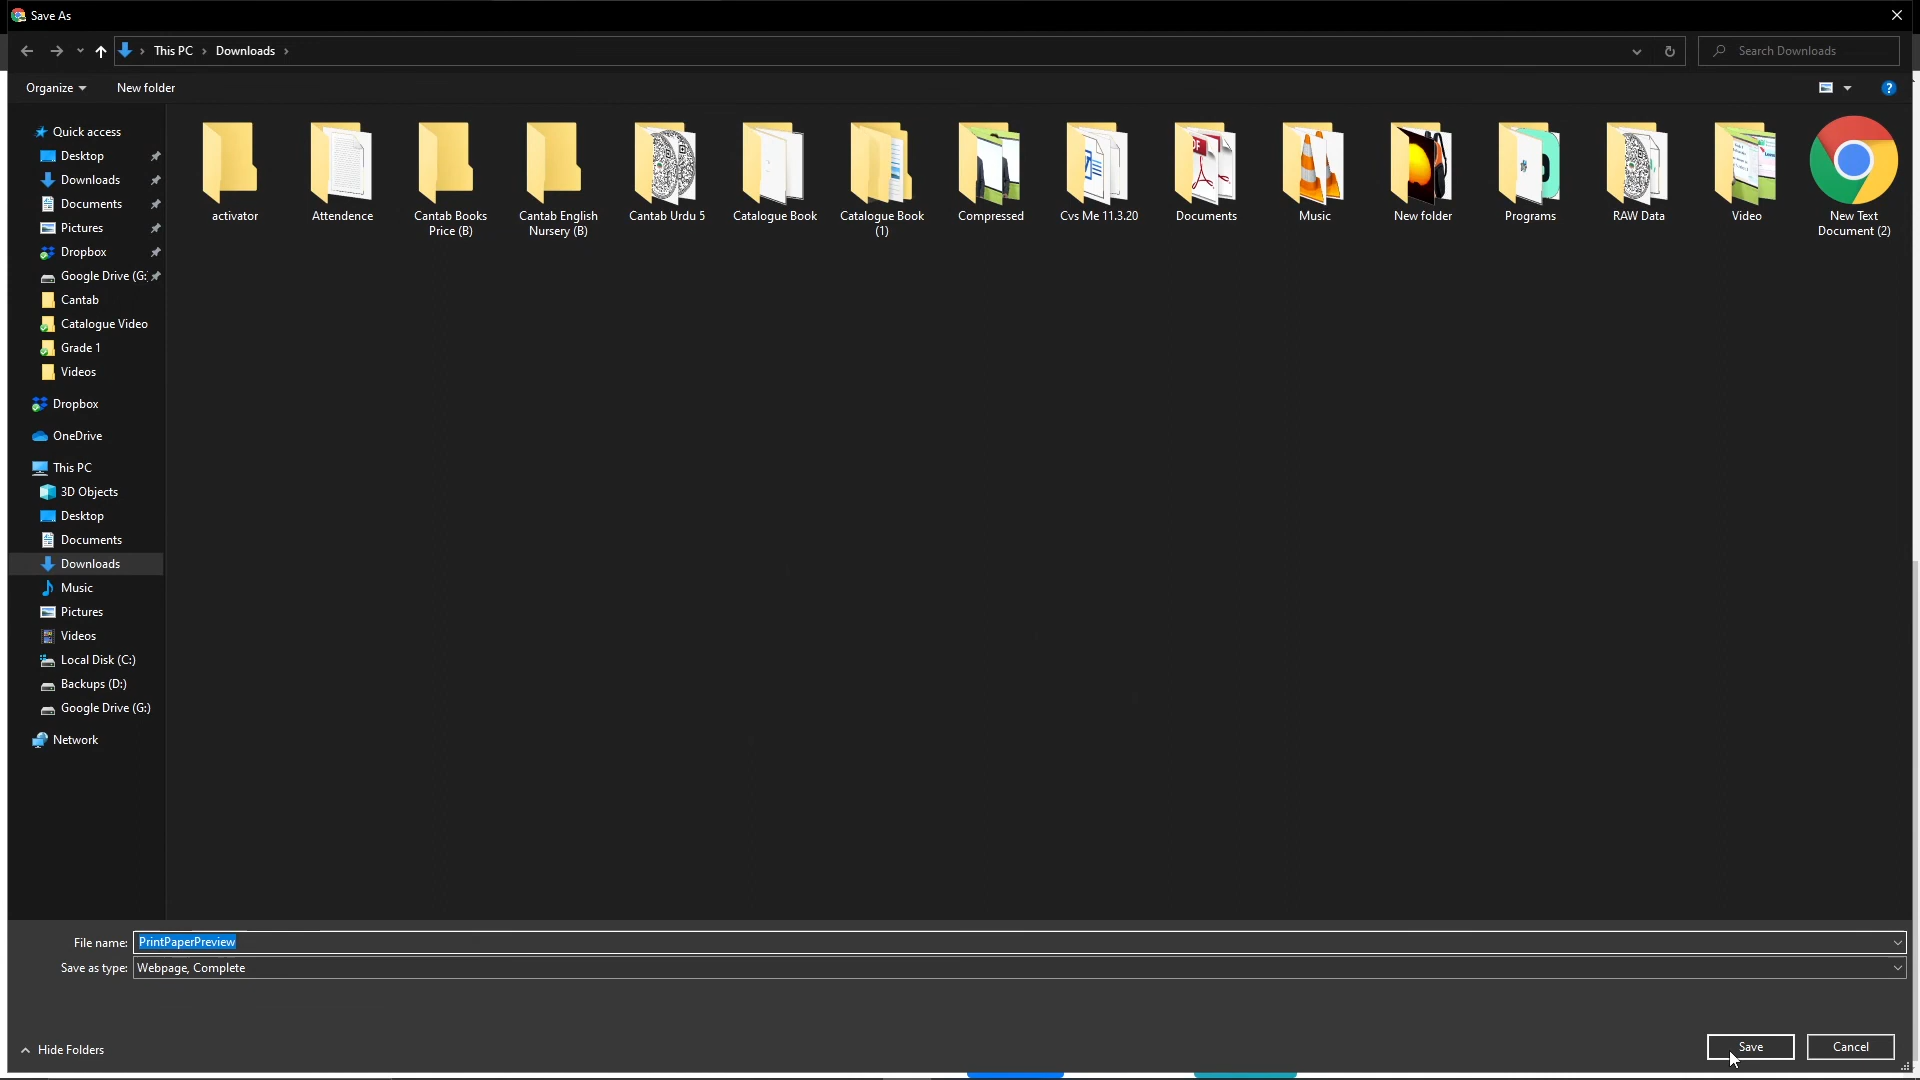 Save As
This PC
Downloads
Search Downloads
Organize
New folder
Quick access
Desktop
Downloads
Documents
Pictures
Dropbox
Google Drive (G:
Cantab
Catalogue Video
Grade 1
Videos
Dropbox
OneDrive
This PC
3D Objects
Desktop
Documents
Downloads
Music
Pictures
Videos
Local Disk (C:)
Backups (D:)
Google Drive (G:)
Network
activator
Attendence
Cantab Books
Price (B)
Cantab English
Nursery (B)
Cantab Urdu 5
Catalogue Book
Catalogue Book
(1)
Compressed
Cvs Me 11.3.20
Documents
Music
New folder
Programs
RAW Data
Video
New Text
Document (2)
File name: PrintPaperPreview
Save as type: Webpage, Complete
Hide Folders
Save
Cancel